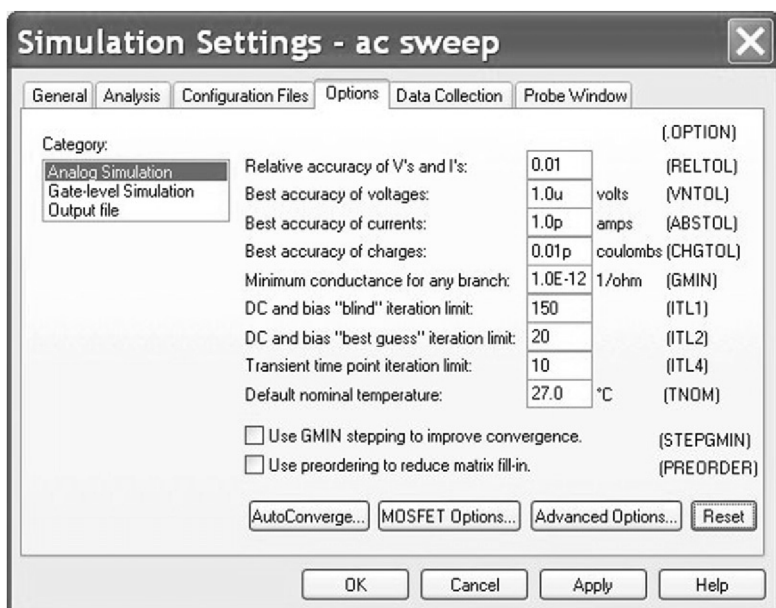 Simulation Settings - ac sweep
General Analysis Configuration Files Options Data Collection Probe Window
(.OPTION)
Category:
Analog Simulation
Gate-level Simulation
Output file
Relative accuracy of V's and I's: 0.01 (RELTOL)
Best accuracy of voltages: 1.0u volts (VNTOL)
Best accuracy of currents: 1.0p amps (ABSTOL)
Best accuracy of charges: 0.01p coulombs (CHGTOL)
Minimum conductance for any branch: 1.0E-12 1/ohm (GMIN)
DC and bias "blind" iteration limit: 150 (ITL1)
DC and bias "best guess" iteration limit: 20 (ITL2)
Transient time point iteration limit: 10 (ITL4)
Default nominal temperature: 27.0 °C (TNOM)
Use GMIN stepping to improve convergence. (STEPGMIN)
Use preordering to reduce matrix fill-in. (PREORDER)
AutoConverge... MOSFET Options... Advanced Options... Reset
OK Cancel Apply Help